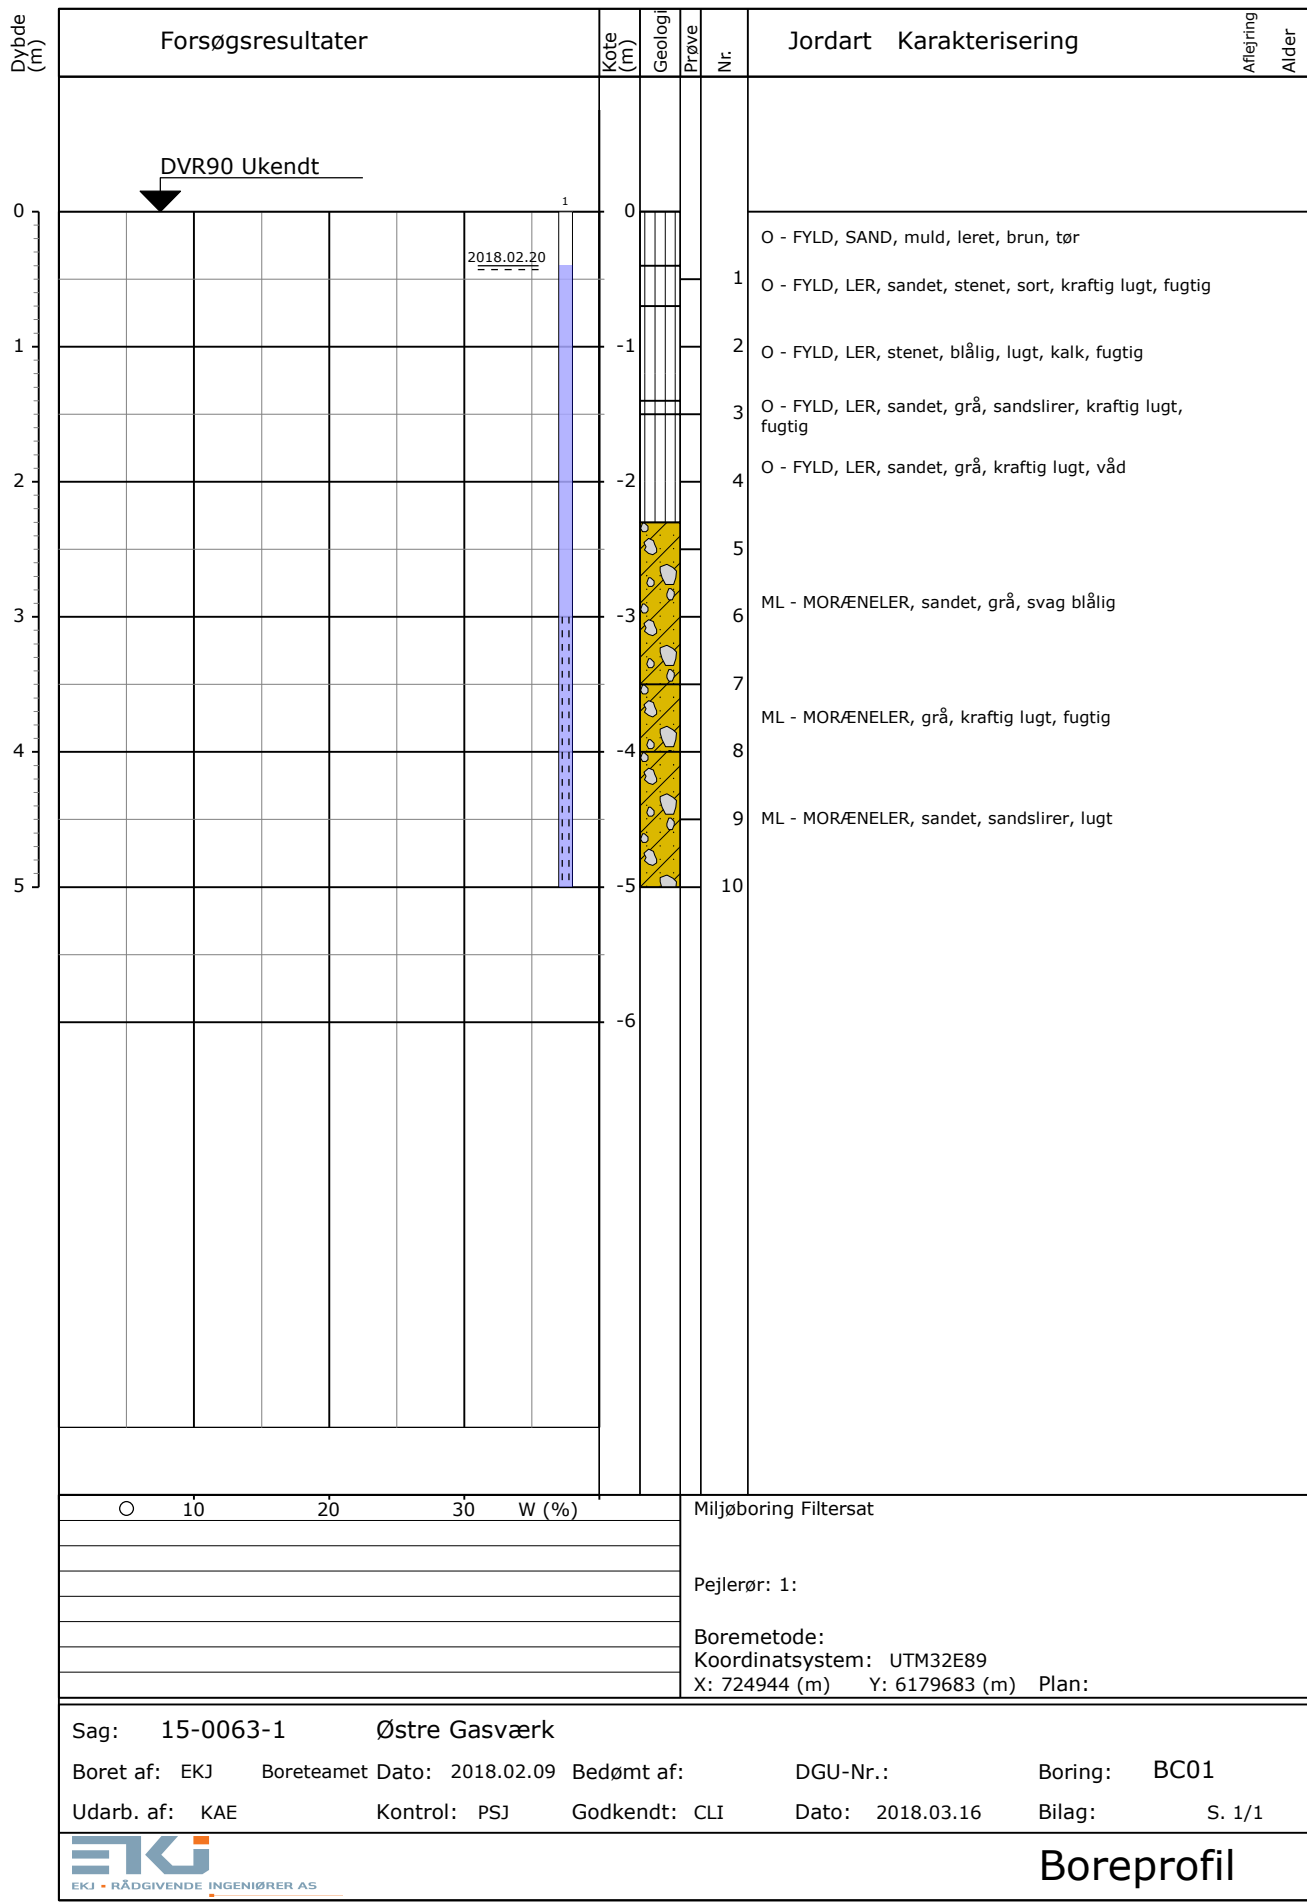 Dybde
(m)
Forsøgsresultater
Kote
(m)
Geologi
Prøve
Nr.
Jordart Karakterisering
Aflejring
Alder
DVR90 Ukendt
1
0
0
O - FYLD, SAND, muld, leret, brun, tør
2018.02.20
1
O - FYLD, LER, sandet, stenet, sort, kraftig lugt, fugtig
1
-1
2
O - FYLD, LER, stenet, blålig, lugt, kalk, fugtig
3
O - FYLD, LER, sandet, grå, sandslirer, kraftig lugt,
fugtig
O - FYLD, LER, sandet, grå, kraftig lugt, våd
2
-2
4
5
ML - MORÆNELER, sandet, grå, svag blålig
3
-3
6
7
ML - MORÆNELER, grå, kraftig lugt, fugtig
4
-4
8
9
ML - MORÆNELER, sandet, sandslirer, lugt
5
-5
10
-6
10 20 30 W (%)
Miljøboring Filtersat
Pejlerør: 1:
Boremetode:
Koordinatsystem: UTM32E89
X: 724944 (m) Y: 6179683 (m) Plan:
Sag: 15-0063-1 Østre Gasværk
Boret af: EKJ Boreteamet Dato: 2018.02.09 Bedømt af: DGU-Nr.: Boring: BC01
Udarb. af: KAE Kontrol: PSJ Godkendt: CLI Dato: 2018.03.16 Bilag: S. 1/1
EKJ
EKJ - RÅDGIVENDE INGENIØRER AS
Boreprofil